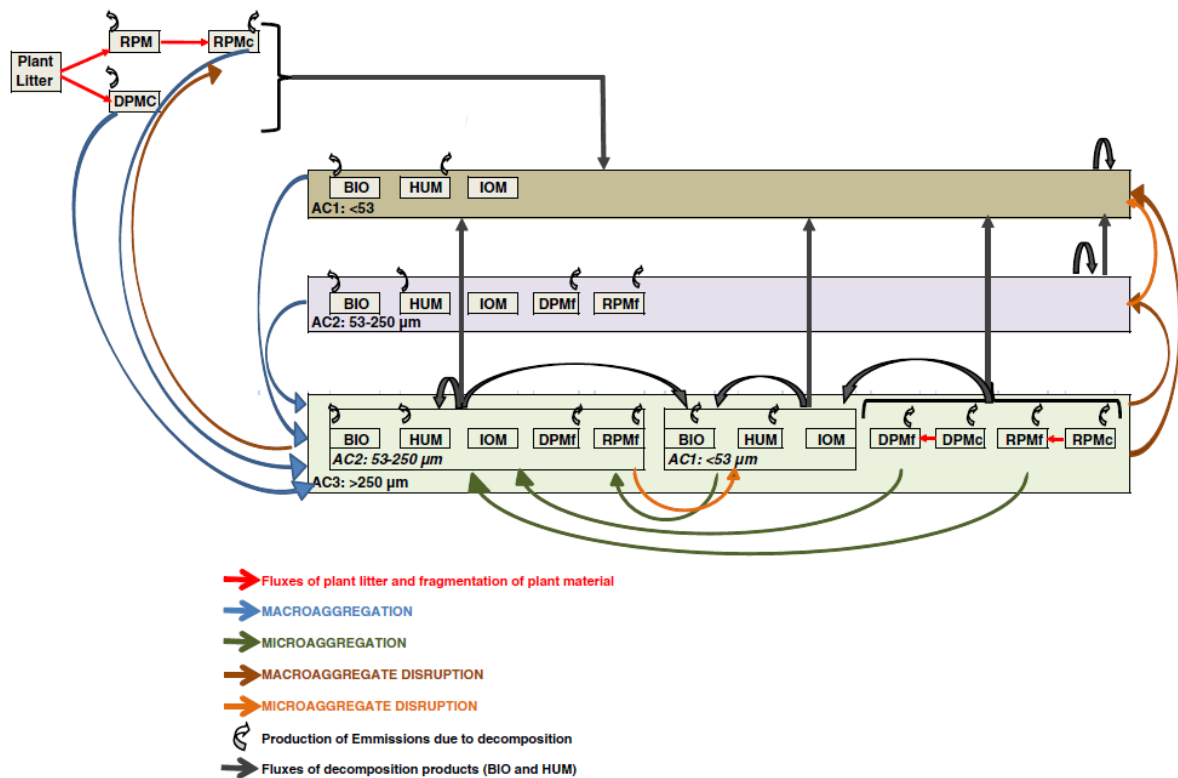 RPM
RPMc
Plant
Litter
DPMC
BIO
HUM
IOM
AC1: <53
BIO
HUM
IOM
DPMf
RPMf
AC2: 53-250 µm
BIO
HUM
IOM
DPMf
RPMf
AC2: 53-250 µm
BIO
HUM
IOM
AC1: <53 µm
DPMf
DPMc
RPMf
RPMc
AC3: >250 µm
Fluxes of plant litter and fragmentation of plant material
MACROAGGREGATION
MICROAGGREGATION
MACROAGGREGATE DISRUPTION
MICROAGGREGATE DISRUPTION
Production of Emmissions due to decomposition
Fluxes of decomposition products (BIO and HUM)